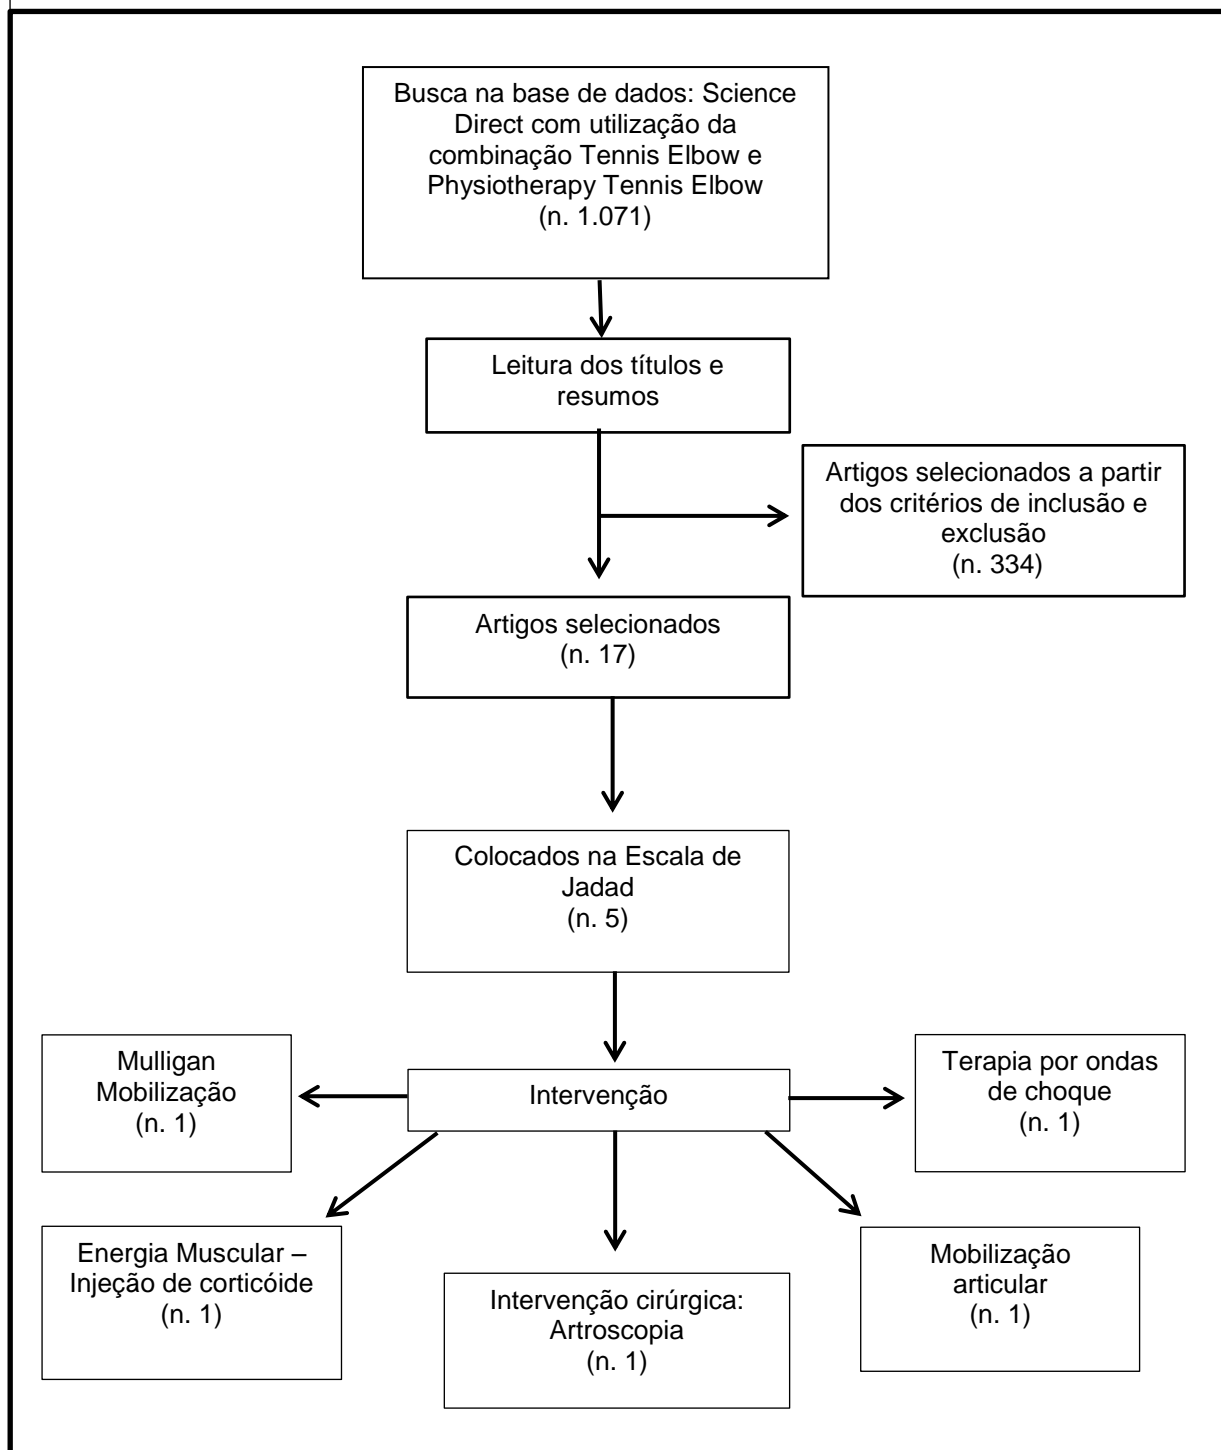 Busca na base de dados: Science
Direct com utilização da
combinação Tennis Elbow e
Physiotherapy Tennis Elbow
(n. 1.071)
Leitura dos títulos e
resumos
Artigos selecionados a partir
dos critérios de inclusão e
exclusão
(n. 334)
Artigos selecionados
(n. 17)
Colocados na Escala de
Jadad
(n. 5)
Mulligan
Mobilização
(n. 1)
Intervenção
Terapia por ondas
de choque
(n. 1)
Energia Muscular –
Injeção de corticóide
(n. 1)
Intervenção cirúrgica:
Artroscopia
(n. 1)
Mobilização
articular
(n. 1)